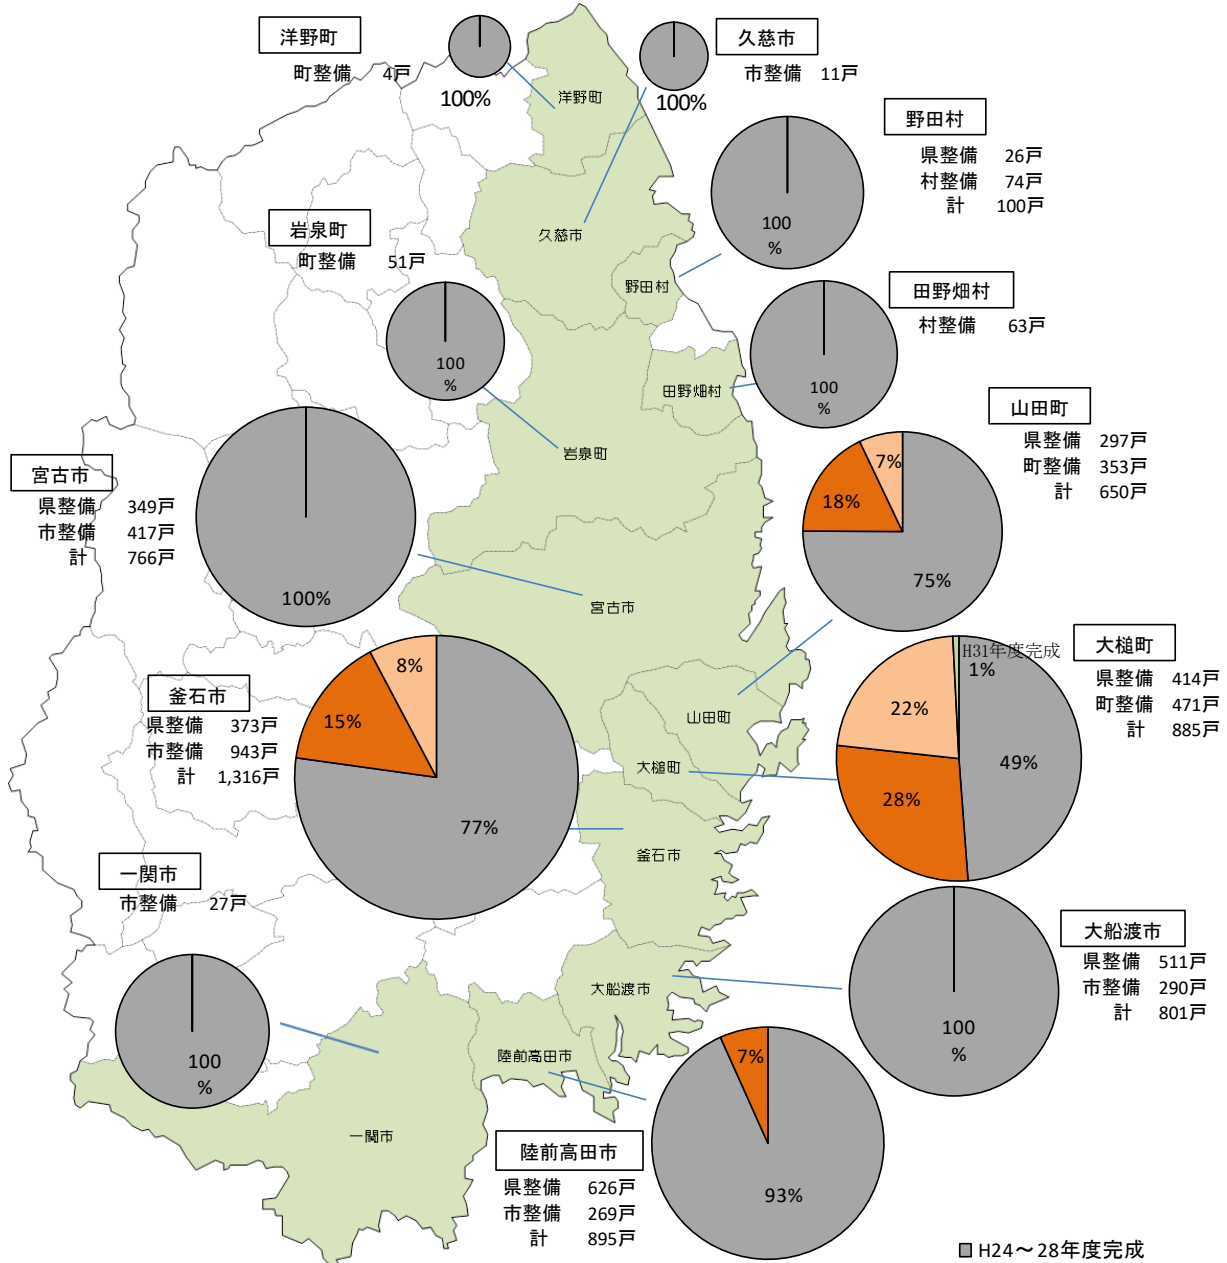 洋野町
町整備 4戸
100%
久慈市
市整備 11戸
100%
洋野町
野田村
県整備 26戸
村整備 74戸
計 100戸
100
%
久慈市
岩泉町
町整備 51戸
100
%
野田村
田野畑村
村整備 63戸
100
%
田野畑村
山田町
県整備 297戸
町整備 353戸
計 650戸
7%
18%
75%
岩泉町
宮古市
県整備 349戸
市整備 417戸
計 766戸
100%
宮古市
大槌町
県整備 414戸
町整備 471戸
計 885戸
H31年度完成
1%
22%
49%
28%
釜石市
県整備 373戸
市整備 943戸
計 1,316戸
8%
15%
77%
山田町
大槌町
釜石市
一関市
市整備 27戸
100
%
大船渡市
県整備 511戸
市整備 290戸
計 801戸
100
%
大船渡市
陸前高田市
一関市
7%
93%
陸前高田市
県整備 626戸
市整備 269戸
計 895戸
H24～28年度完成